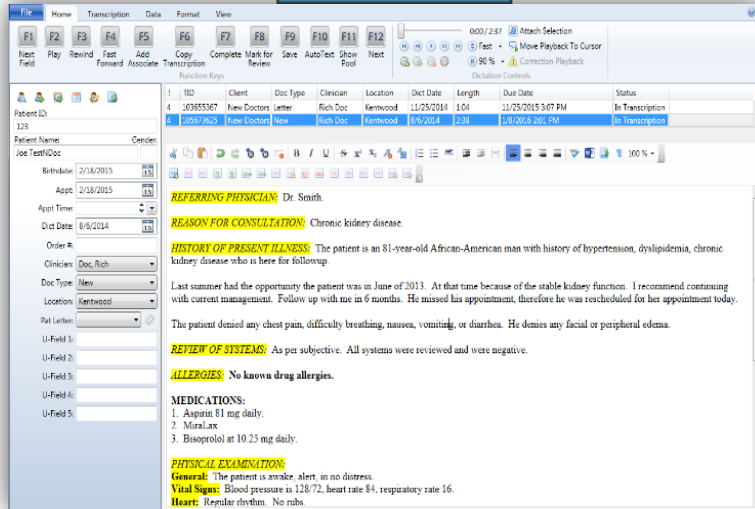 File Home Transcription Data Format View
F1 F2 F3 F4 F5 F6 F7 F8 F9 F10 F11 F12
Next Field Play Rewind Fast Forward Add Associate Copy Transcription Complete Mark for Review Save AutoText Show Pool Next
Function Keys
0:00 / 2:37 Attach Selection
Fast Move Playback To Cursor
90 % Correction Playback
Dictation Controls
! TID Client Doc Type Clinician Location Dict Date Length Due Date Status
4 103655367 New Doctors Letter Rich Doc Kentwood 11/25/2014 1:04 11/25/2015 3:07 PM In Transcription
4 105673625 New Doctors New Rich Doc Kentwood 8/6/2014 2:38 1/8/2016 2:01 PM In Transcription
Patient ID:
123
Patient Name: Gender:
Joe TestNDoc
Birthdate: 2/18/2015 15
Appt: 2/18/2015 15
Appt Time:
Dict Date: 8/6/2014 15
Order #:
Clinician: Doc, Rich
Doc Type: New
Location: Kentwood
Pat Letter:
U-Field 1:
U-Field 2:
U-Field 3:
U-Field 4:
U-Field 5:
B I U 100 %
REFERRING PHYSICIAN: Dr. Smith.
REASON FOR CONSULTATION: Chronic kidney disease.
HISTORY OF PRESENT ILLNESS: The patient is an 81-year-old African-American man with history of hypertension, dyslipidemia, chronic
kidney disease who is here for followup.
Last summer had the opportunity the patient was in June of 2013. At that time because of the stable kidney function. I recommend continuing
with current management. Follow up with me in 6 months. He missed his appointment, therefore he was rescheduled for her appointment today.
The patient denied any chest pain, difficulty breathing, nausea, vomiting, or diarrhea. He denies any facial or peripheral edema.
REVIEW OF SYSTEMS: As per subjective. All systems were reviewed and were negative.
ALLERGIES: No known drug allergies.
MEDICATIONS:
1. Aspirin 81 mg daily.
2. MiraLax.
3. Bisoprolol at 10.25 mg daily.
PHYSICAL EXAMINATION:
General: The patient is awake, alert, in no distress.
Vital Signs: Blood pressure is 128/72, heart rate 84, respiratory rate 16.
Heart: Regular rhythm. No rubs.